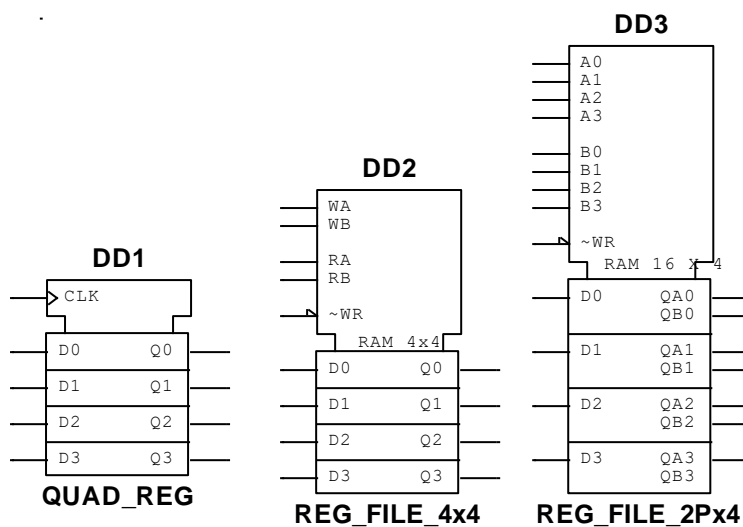 DD1
CLK
D0 Q0
D1 Q1
D2 Q2
D3 Q3
QUAD_REG
DD2
WA
WB
RA
RB
~WR
RAM 4x4
D0 Q0
D1 Q1
D2 Q2
D3 Q3
REG_FILE_4x4
DD3
A0
A1
A2
A3
B0
B1
B2
B3
~WR
RAM 16 X 4
D0 QA0
QB0
D1 QA1
QB1
D2 QA2
QB2
D3 QA3
QB3
REG_FILE_2Px4